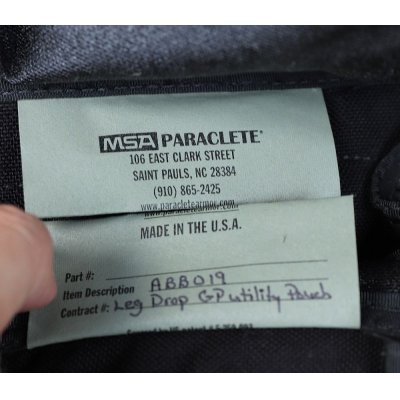 MSA PARACLETE®
106 EAST CLARK STREET
SAINT PAULS, NC 28384
(910) 865-2425
www.paracletearmor.com
MADE IN THE U.S.A.
Part #: ABB019
Item Description
Contract #: Leg Drop GP utility Pouch